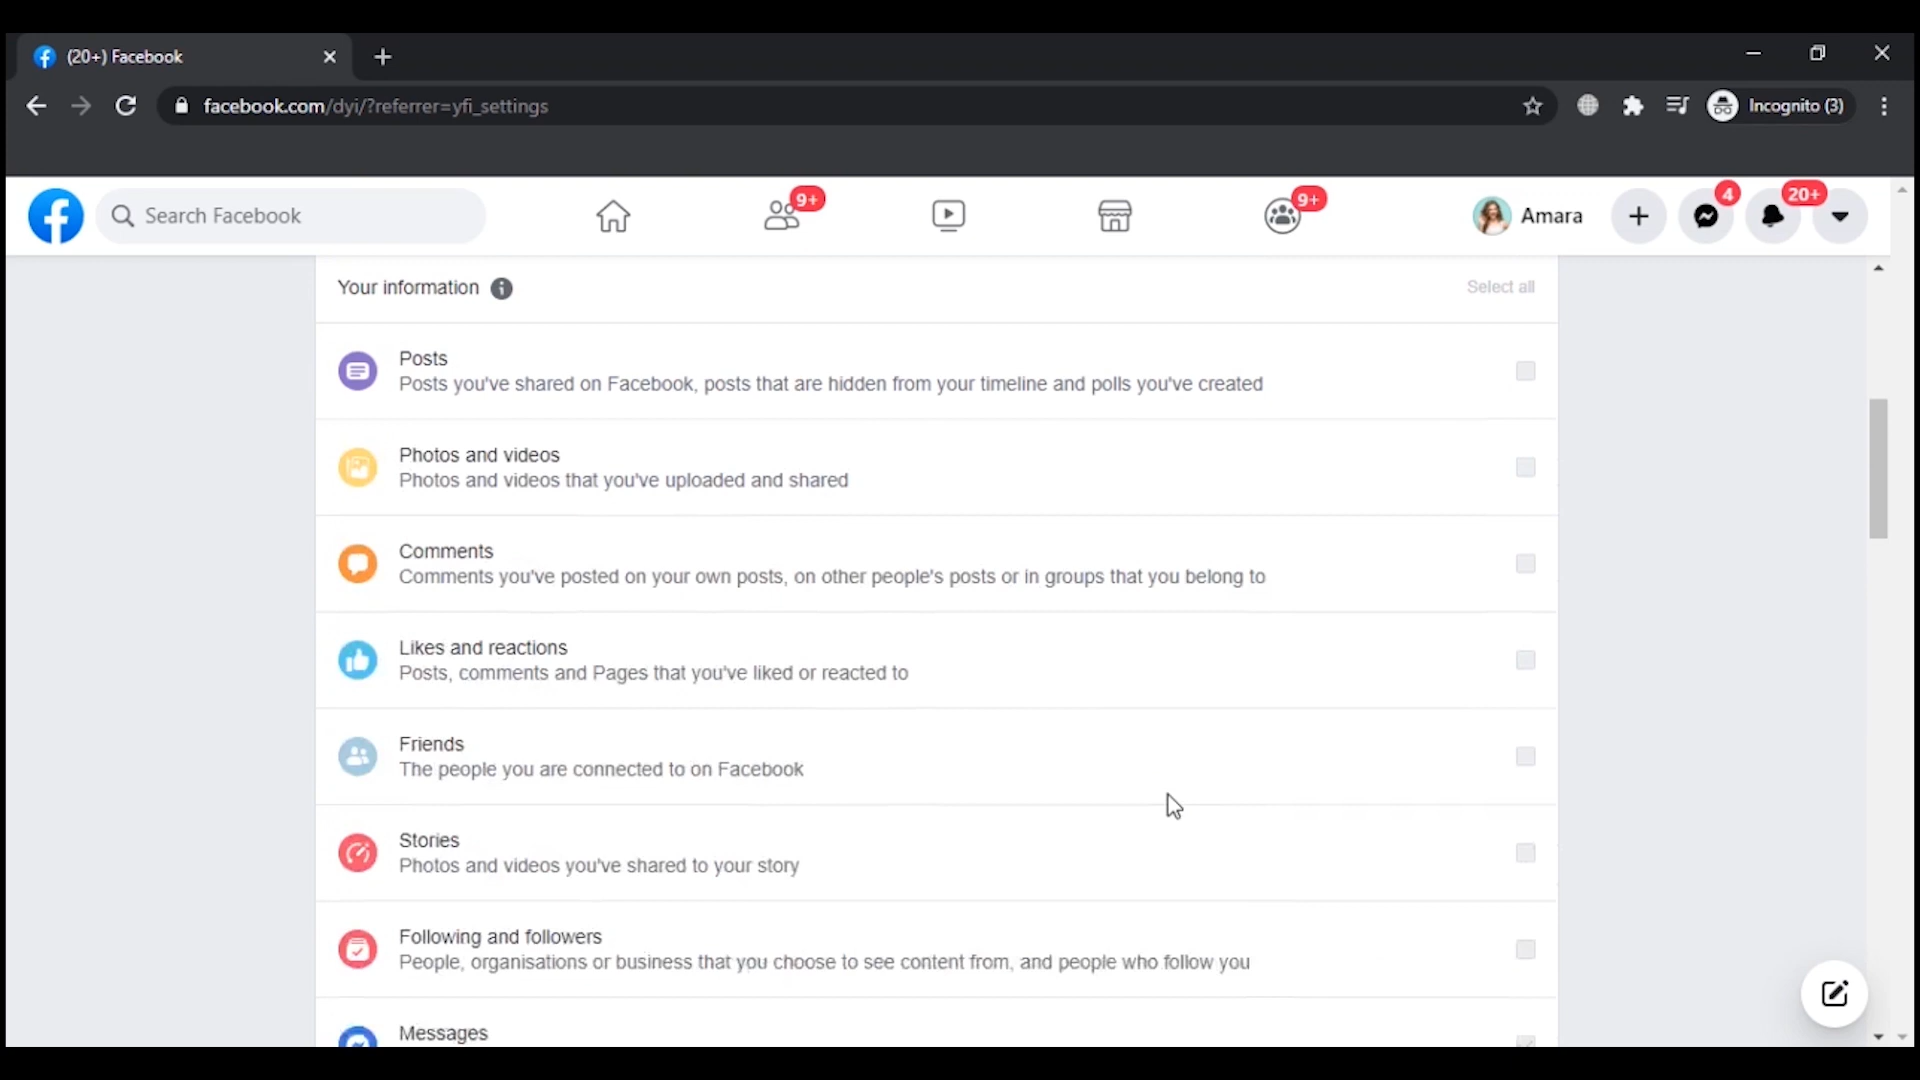 (20+) Facebook
facebook.com/dyi/?referrer=yfi_settings
Incognito (3)
Search Facebook
9+
9+
Amara
4
20+
Your information
Select all
Posts
Posts you've shared on Facebook, posts that are hidden from your timeline and polls you've created
Photos and videos
Photos and videos that you've uploaded and shared
Comments
Comments you've posted on your own posts, on other people's posts or in groups that you belong to
Likes and reactions
Posts, comments and Pages that you've liked or reacted to
Friends
The people you are connected to on Facebook
Stories
Photos and videos you've shared to your story
Following and followers
People, organisations or business that you choose to see content from, and people who follow you
Messages